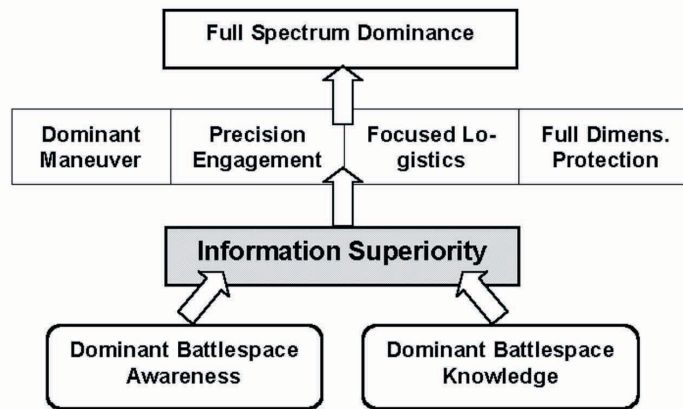 Full Spectrum Dominance
Dominant
Maneuver
Precision
Engagement
Focused Lo-
gistics
Full Dimens.
Protection
Information Superiority
Dominant Battlespace
Awareness
Dominant Battlespace
Knowledge